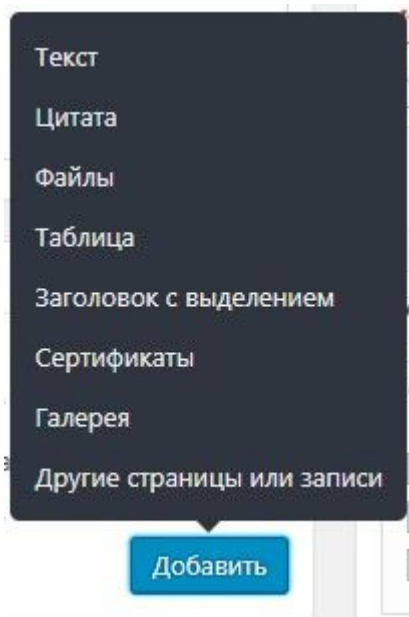 Текст
Цитата
Файлы
Таблица
Заголовок с выделением
Сертификаты
Галерея
Другие страницы или записи
Добавить